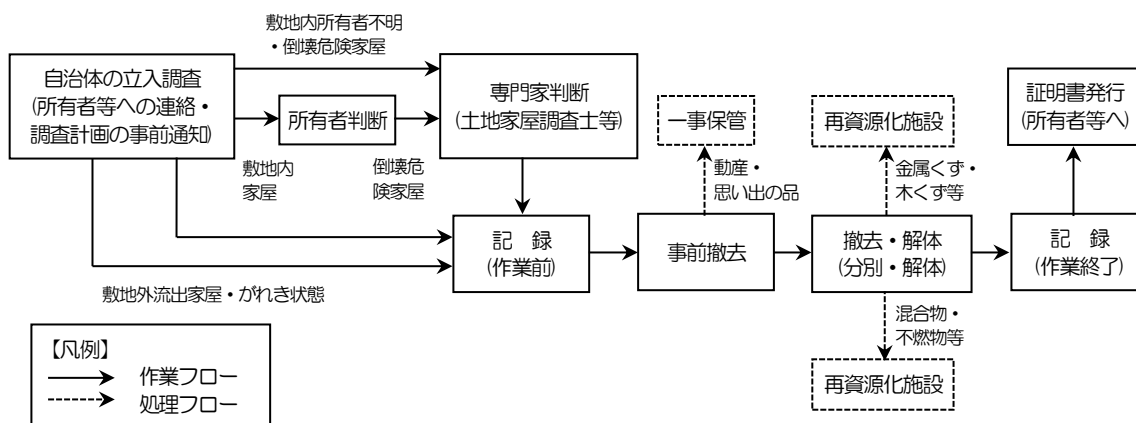 敷地内所有者不明
・倒壊危険家屋
自治体の立入調査
(所有者等への連絡・
調査計画の事前通知)
所有者判断
敷地内
家屋
倒壊危
険家屋
専門家判断
(土地家屋調査士等)
一事保管
動産・
思い出の品
再資源化施設
金属くず・
木くず等
証明書発行
(所有者等へ)
記 録
(作業前)
事前撤去
撤去・解体
(分別・解体)
記 録
(作業終了)
敷地外流出家屋・がれき状態
混合物・
不燃物等
再資源化施設
【凡例】
作業フロー
処理フロー